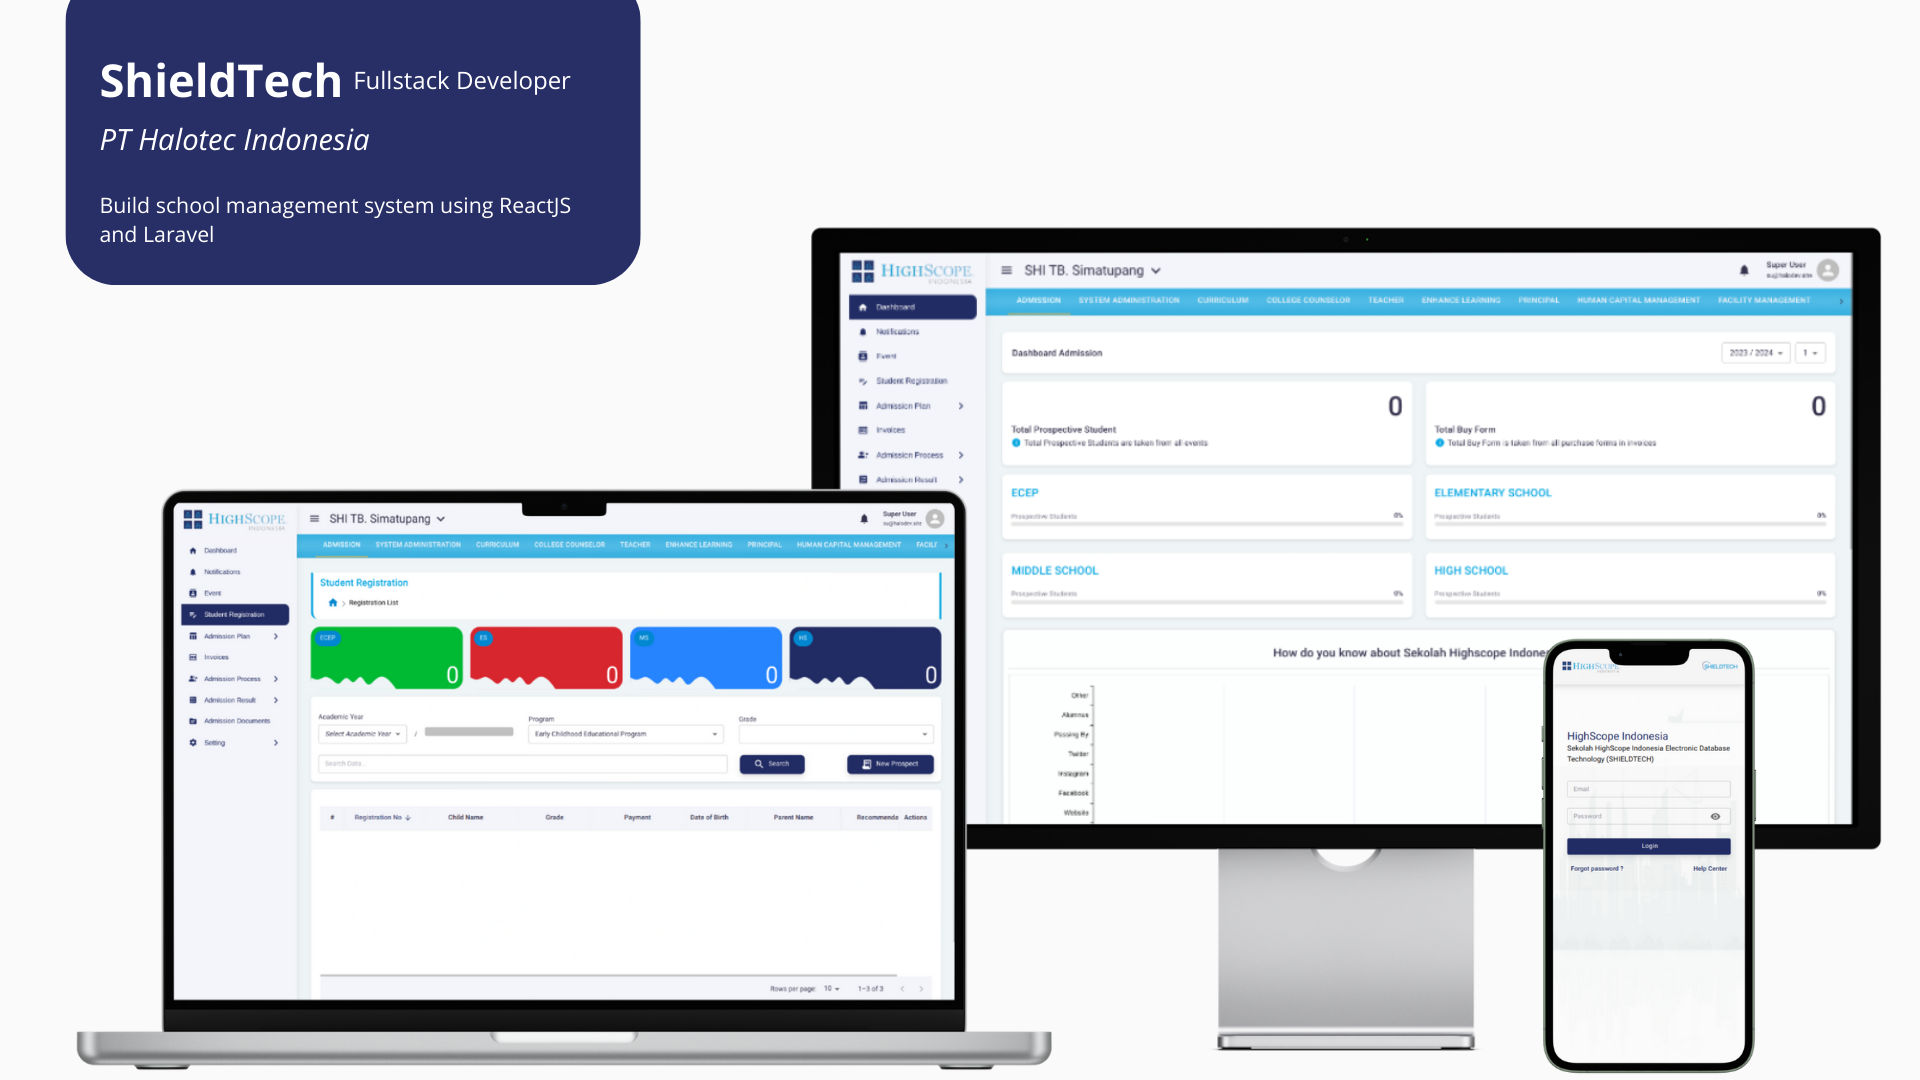 ShieldTech Fullstack Developer
PT Halotec Indonesia
Build school management system using ReactJS
and Laravel
HIGHSCOPE
INDONESIA
SHI TB. Simatupang
Super User
Dashboard
Notifications
Event
Student Registration
Admission Plan
Invoices
Admission Process
Admission Result
ADMISSION SYSTEM ADMINISTRATION CURRICULUM COLLEGE COUNSELOR TEACHER ENHANCE LEARNING PRINCIPAL HUMAN CAPITAL MANAGEMENT FACILITY MANAGEMENT
Dashboard Admission
2023 / 2024 1
0
Total Prospective Student
Total Prospective Students are taken from all events
0
Total Buy Form
Total Buy Form is taken from all purchase forms in invoices
ECEP
Prospective Students 0%
ELEMENTARY SCHOOL
Prospective Students 0%
MIDDLE SCHOOL
Prospective Students 0%
HIGH SCHOOL
Prospective Students 0%
How do you know about Sekolah Highscope Indones
Other
Alumnus
Passing By
Twitter
Instagram
Facebook
Website
HIGHSCOPE
INDONESIA
SHI TB. Simatupang
Super User
Dashboard
Notifications
Event
Student Registration
Admission Plan
Invoices
Admission Process
Admission Result
Admission Documents
Setting
ADMISSION SYSTEM ADMINISTRATION CURRICULUM COLLEGE COUNSELOR TEACHER ENHANCE LEARNING PRINCIPAL HUMAN CAPITAL MANAGEMENT FACILI
Student Registration
> Registration List
ECEP 0
ES 0
MS 0
HS 0
Academic Year
Select Academic Year /
Program
Early Childhood Educational Program
Grade
Search Data
Search
New Prospect
# Registration No Child Name Grade Payment Date of Birth Parent Name Recommenda Actions
Rows per page: 10 1–3 of 3
HIGHSCOPE
SHIELDTECH
HighScope Indonesia
Sekolah HighScope Indonesia Electronic Database
Technology (SHIELDTECH)
Email
Password
Login
Forgot password ? Help Center